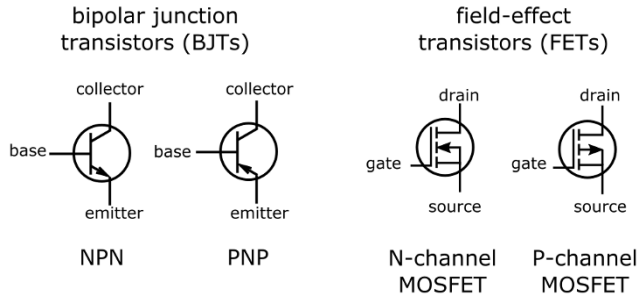 bipolar junction
transistors (BJTs)
collector
base
emitter
NPN
collector
base
emitter
PNP
field-effect
transistors (FETs)
drain
gate
source
N-channel
MOSFET
drain
gate
source
P-channel
MOSFET